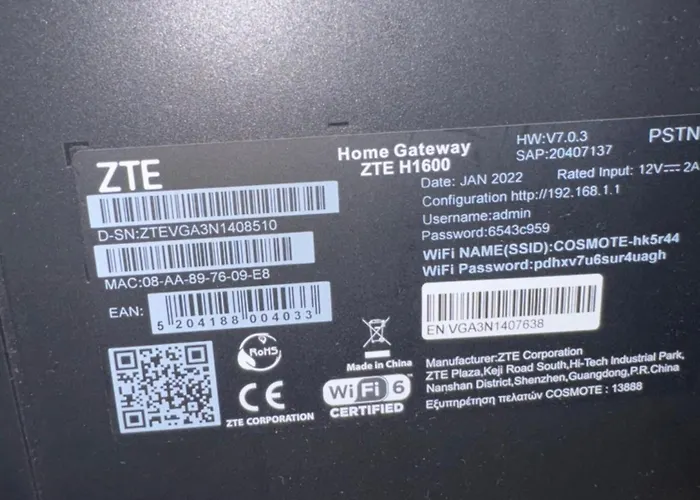 ZTE
Home Gateway
ZTE H1600
HW:V7.0.3
SAP:20407137
PSTN
Date: JAN 2022
Rated Input: 12V⎓2A
Configuration http://192.168.1.1
Username:admin
Password:6543c959
WiFi NAME(SSID):COSMOTE-hk5r44
WiFi Password:pdhxv7u6sur4uagh
D-SN:ZTEVGA3N1408510
MAC:08-AA-89-76-09-E8
EAN:
5 204188 004033
EN VGA3N1407638
RoHS
CE
ZTE CORPORATION
Made in China
WiFi 6
CERTIFIED
Manufacturer:ZTE Corporation
ZTE Plaza,Keji Road South,Hi-Tech Industrial Park,
Nanshan District,Shenzhen,Guangdong,P.R.China
Εξυπηρέτηση πελατών COSMOTE : 13888